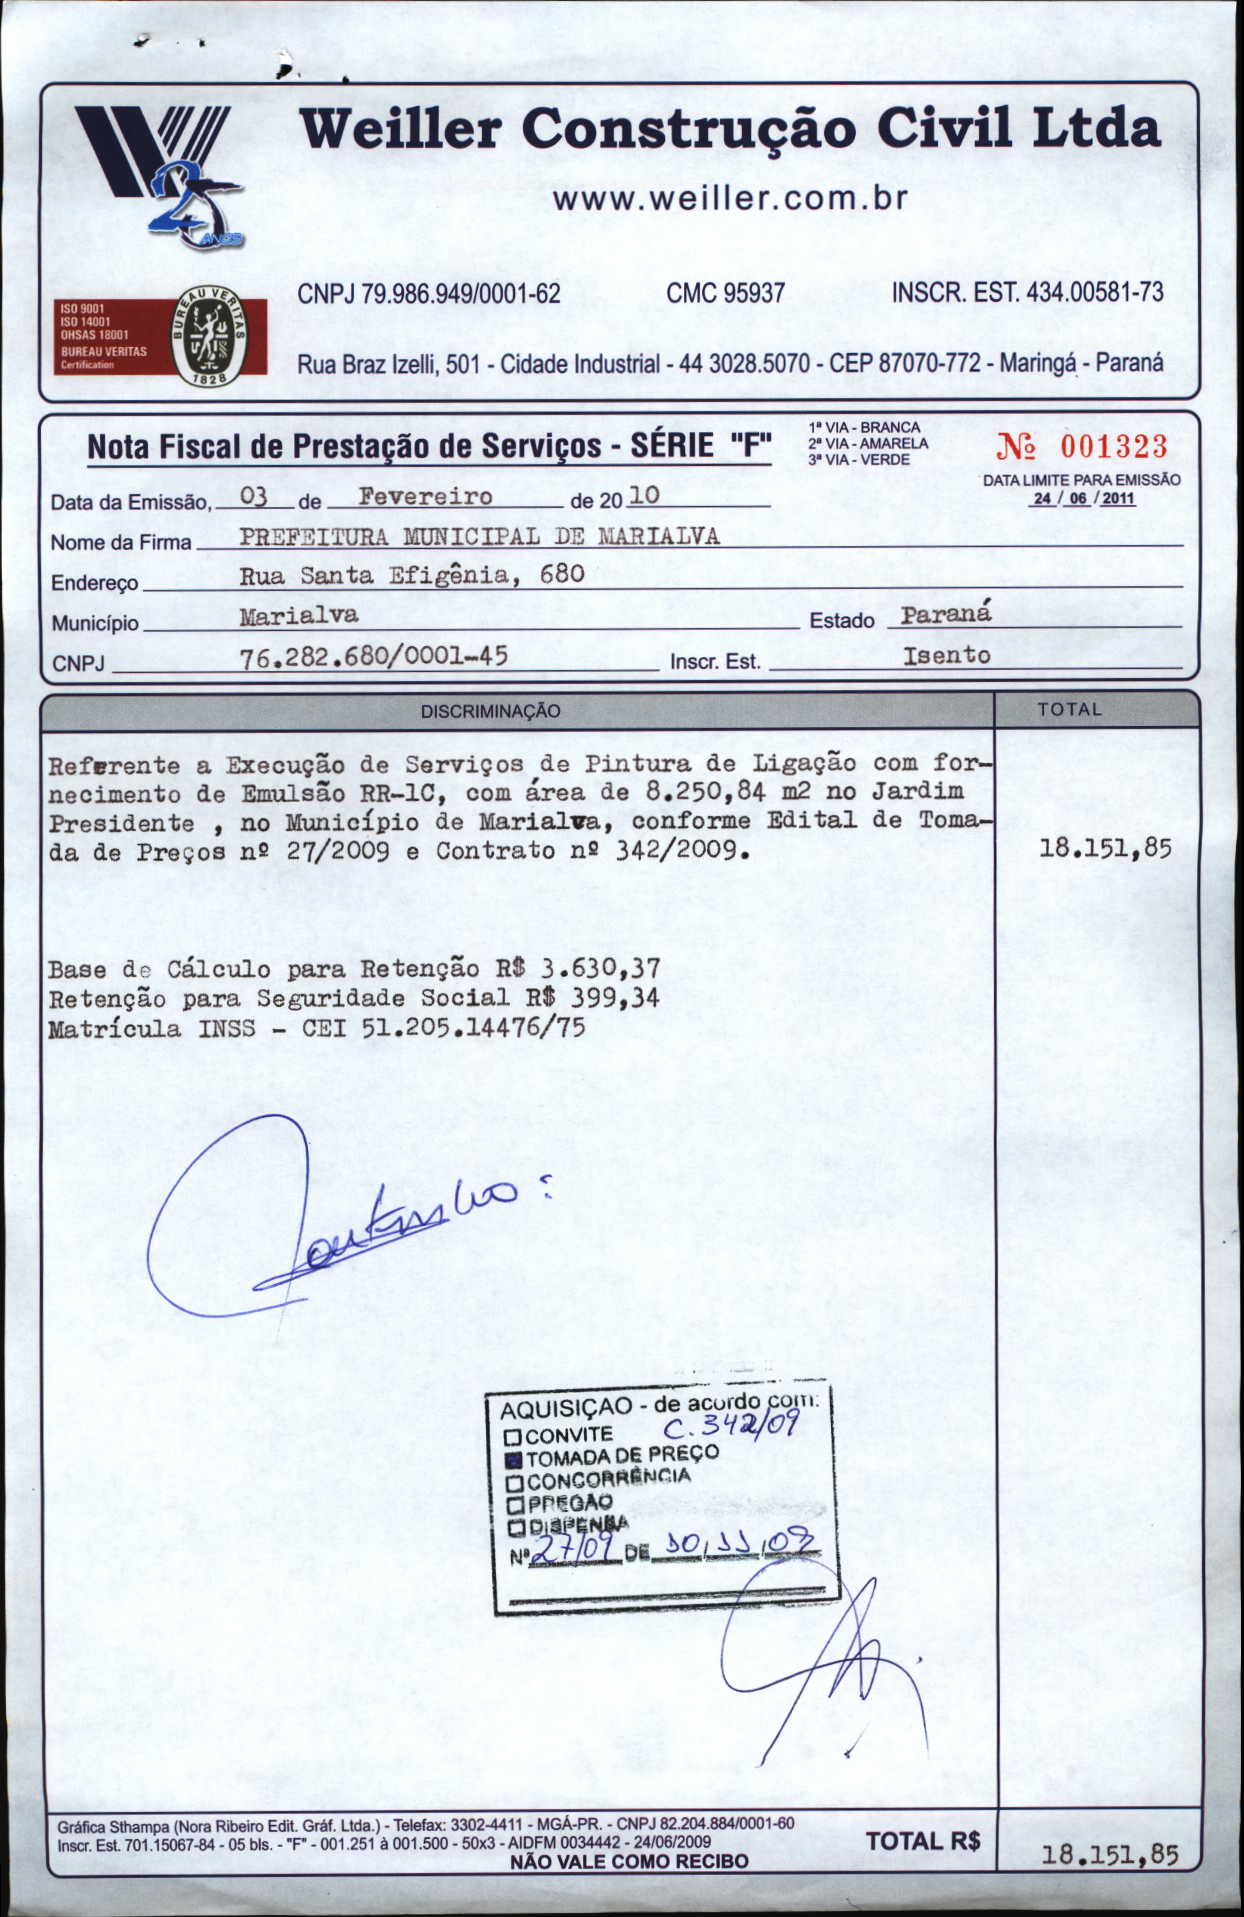 Weiller Construção Civil Ltda
www.weiller.com.br
25 ANOS
CNPJ 79.986.949/0001-62 CMC 95937 INSCR. EST. 434.00581-73
ISO 9001
ISO 14001
OHSAS 18001
BUREAU VERITAS
Certification
BUREAU VERITAS
1828
Rua Braz Izelli, 501 - Cidade Industrial - 44 3028.5070 - CEP 87070-772 - Maringá - Paraná
Nota Fiscal de Prestação de Serviços - SÉRIE "F"
1ª VIA - BRANCA
2ª VIA - AMARELA
3ª VIA - VERDE
Nº 001323
DATA LIMITE PARA EMISSÃO
24 / 06 / 2011
Data da Emissão, 03 de Fevereiro de 2010
Nome da Firma PREFEITURA MUNICIPAL DE MARIALVA
Endereço Rua Santa Efigênia, 680
Município Marialva Estado Paraná
CNPJ 76.282.680/0001-45 Inscr. Est. Isento
DISCRIMINAÇÃO TOTAL
Referente a Execução de Serviços de Pintura de Ligação com for-
necimento de Emulsão RR-1C, com área de 8.250,84 m2 no Jardim
Presidente , no Município de Marialva, conforme Edital de Toma-
da de Preços nº 27/2009 e Contrato nº 342/2009. 18.151,85
Base de Cálculo para Retenção R$ 3.630,37
Retenção para Seguridade Social R$ 399,34
Matrícula INSS - CEI 51.205.14476/75
AQUISIÇAO - de acordo com:
CONVITE C. 342/09
TOMADA DE PREÇO
CONCORRÊNCIA
PREGÃO
DISPENSA
Nº 27/09 DE 10/11/09
Gráfica Sthampa (Nora Ribeiro Edit. Gráf. Ltda.) - Telefax: 3302-4411 - MGÁ-PR. - CNPJ 82.204.884/0001-60
Inscr. Est. 701.15067-84 - 05 bls. - "F" - 001.251 à 001.500 - 50x3 - AIDFM 0034442 - 24/06/2009
NÃO VALE COMO RECIBO
TOTAL R$ 18.151,85